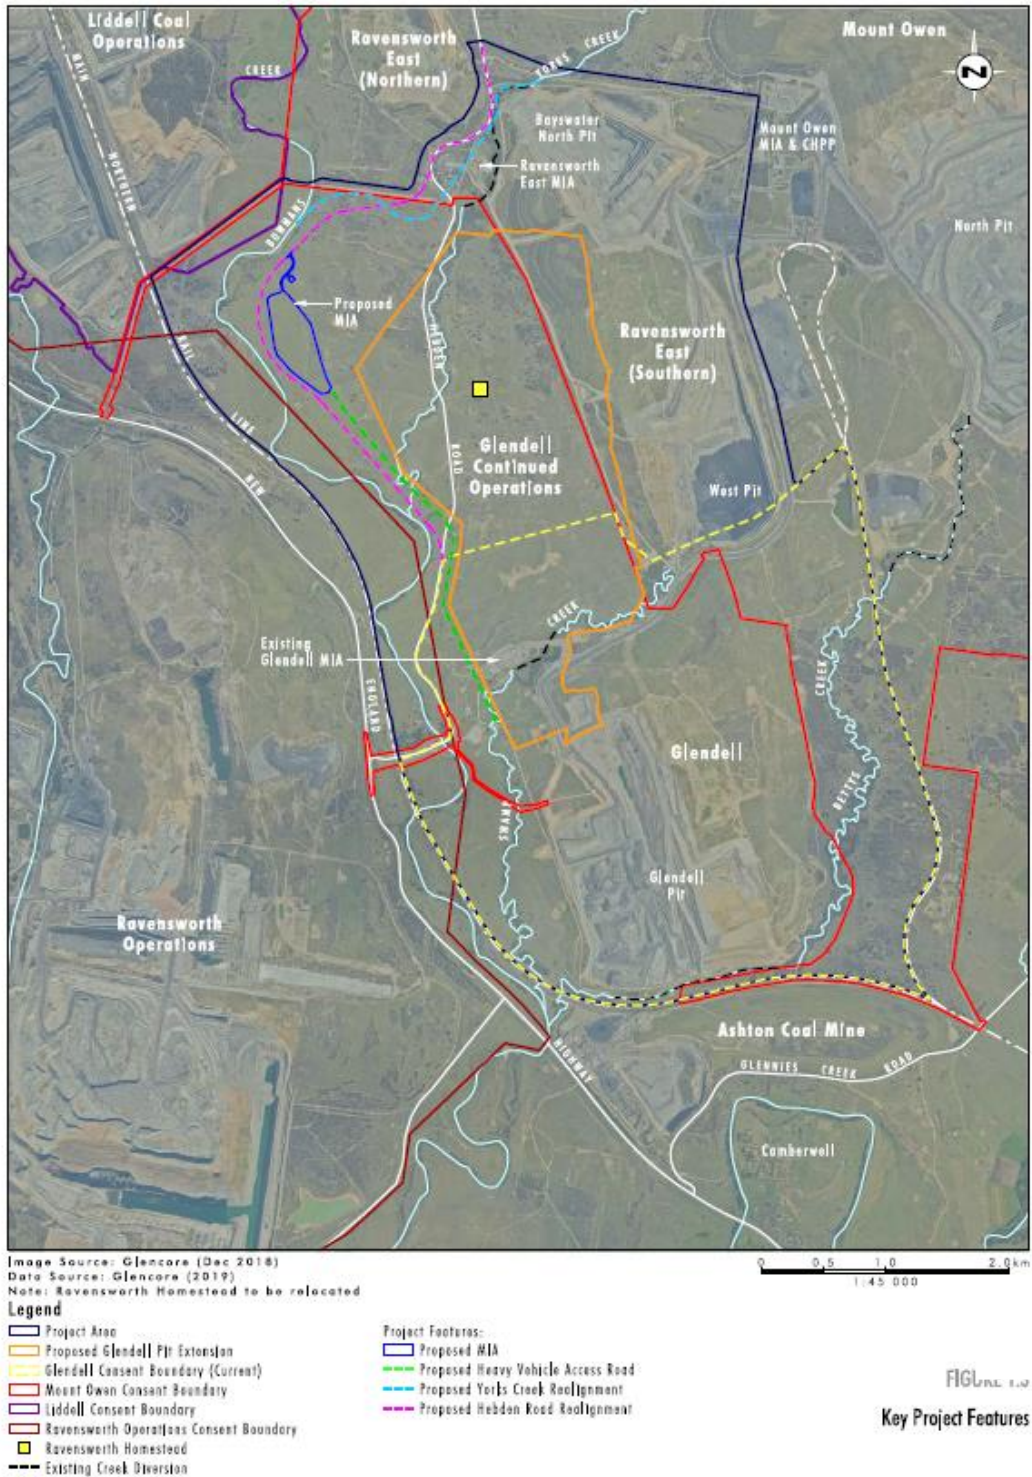 Liddell Coal
Operations
Ravensworth
East
(Northern)
Mount Owen
N
CREEK
YORKS CREEK
MAIN
NORTHERN
RAIL
LINK
Bayswater
North Pit
Mount Owen
MIA & CHPP
Ravensworth
East MIA
North Pit
BOWMANS
Proposed
MIA
HEBDEN
ROAD
Ravensworth
East
(Southern)
Glendell
Continued
Operations
West Pit
NEW
ENGLAND
HIGHWAY
CREEK
Existing
Glendell MIA
SWAMP
Glendell
CREEK
BETTYS
Glendell
Pit
Ravensworth
Operations
Ashton Coal Mine
GLENNIES CREEK ROAD
Camberwell
Image Source: Glencore (Dec 2018)
Data Source: Glencore (2019)
Note: Ravensworth Homestead to be relocated
0 0.5 1.0 2.0km
1:45 000
Legend
Project Area
Proposed Glendell Pit Extension
Glendell Consent Boundary (Current)
Mount Owen Consent Boundary
Liddell Consent Boundary
Ravensworth Operations Consent Boundary
Ravensworth Homestead
Existing Creek Diversion
Project Features:
Proposed MIA
Proposed Heavy Vehicle Access Road
Proposed Yorks Creek Realignment
Proposed Hebden Road Realignment
Key Project Features